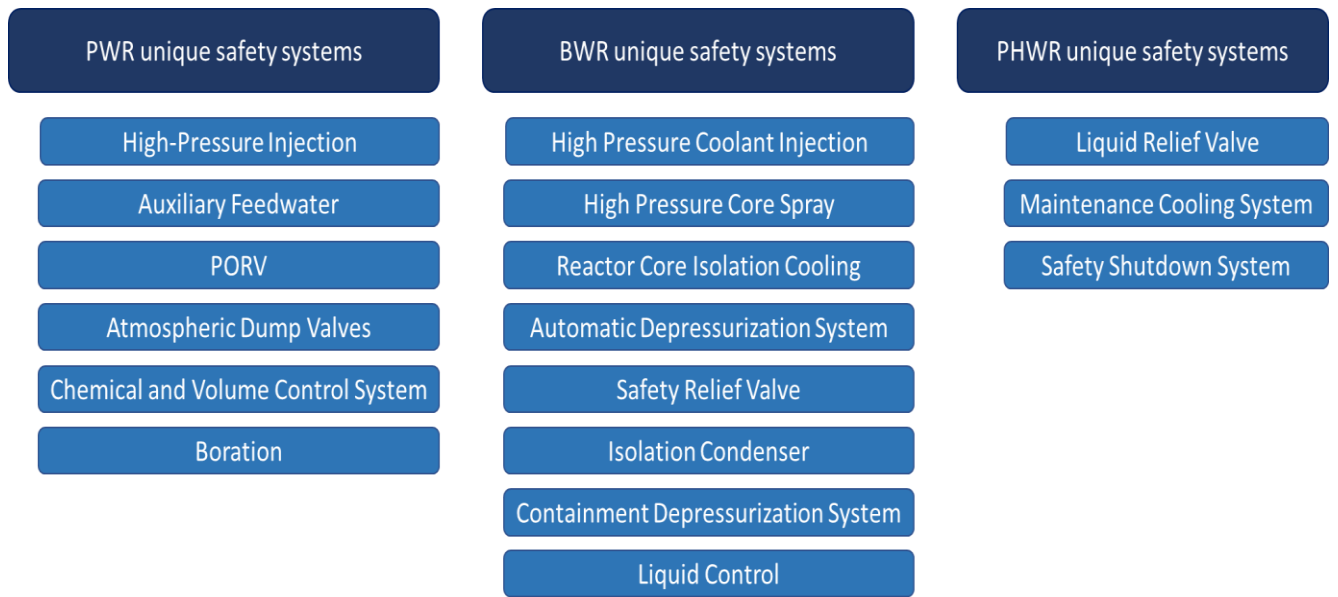 PWR unique safety systems
High-Pressure Injection
Auxiliary Feedwater
PORV
Atmospheric Dump Valves
Chemical and Volume Control System
Boration
BWR unique safety systems
High Pressure Coolant Injection
High Pressure Core Spray
Reactor Core Isolation Cooling
Automatic Depressurization System
Safety Relief Valve
Isolation Condenser
Containment Depressurization System
Liquid Control
PHWR unique safety systems
Liquid Relief Valve
Maintenance Cooling System
Safety Shutdown System